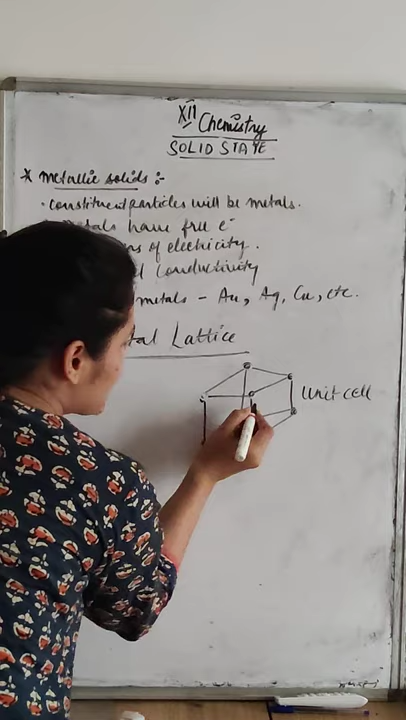 XII Chemistry
SOLID STATE
* Metallic solids :-
· constituent particles will be metals.
metals have free e⁻
of electricity.
conductivity
metals - Au, Ag, Cu, etc.
Lattice
Unit cell